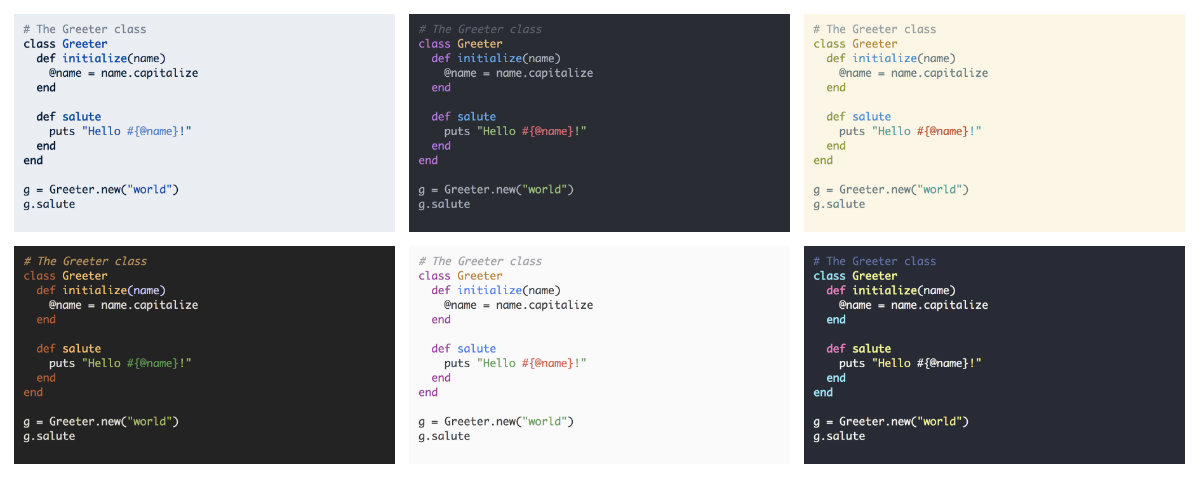 # The Greeter class
class Greeter
  def initialize(name)
    @name = name.capitalize
  end

  def salute
    puts "Hello #{@name}!"
  end
end

g = Greeter.new("world")
g.salute

# The Greeter class
class Greeter
  def initialize(name)
    @name = name.capitalize
  end

  def salute
    puts "Hello #{@name}!"
  end
end

g = Greeter.new("world")
g.salute

# The Greeter class
class Greeter
  def initialize(name)
    @name = name.capitalize
  end

  def salute
    puts "Hello #{@name}!"
  end
end

g = Greeter.new("world")
g.salute

# The Greeter class
class Greeter
  def initialize(name)
    @name = name.capitalize
  end

  def salute
    puts "Hello #{@name}!"
  end
end

g = Greeter.new("world")
g.salute

# The Greeter class
class Greeter
  def initialize(name)
    @name = name.capitalize
  end

  def salute
    puts "Hello #{@name}!"
  end
end

g = Greeter.new("world")
g.salute

# The Greeter class
class Greeter
  def initialize(name)
    @name = name.capitalize
  end

  def salute
    puts "Hello #{@name}!"
  end
end

g = Greeter.new("world")
g.salute